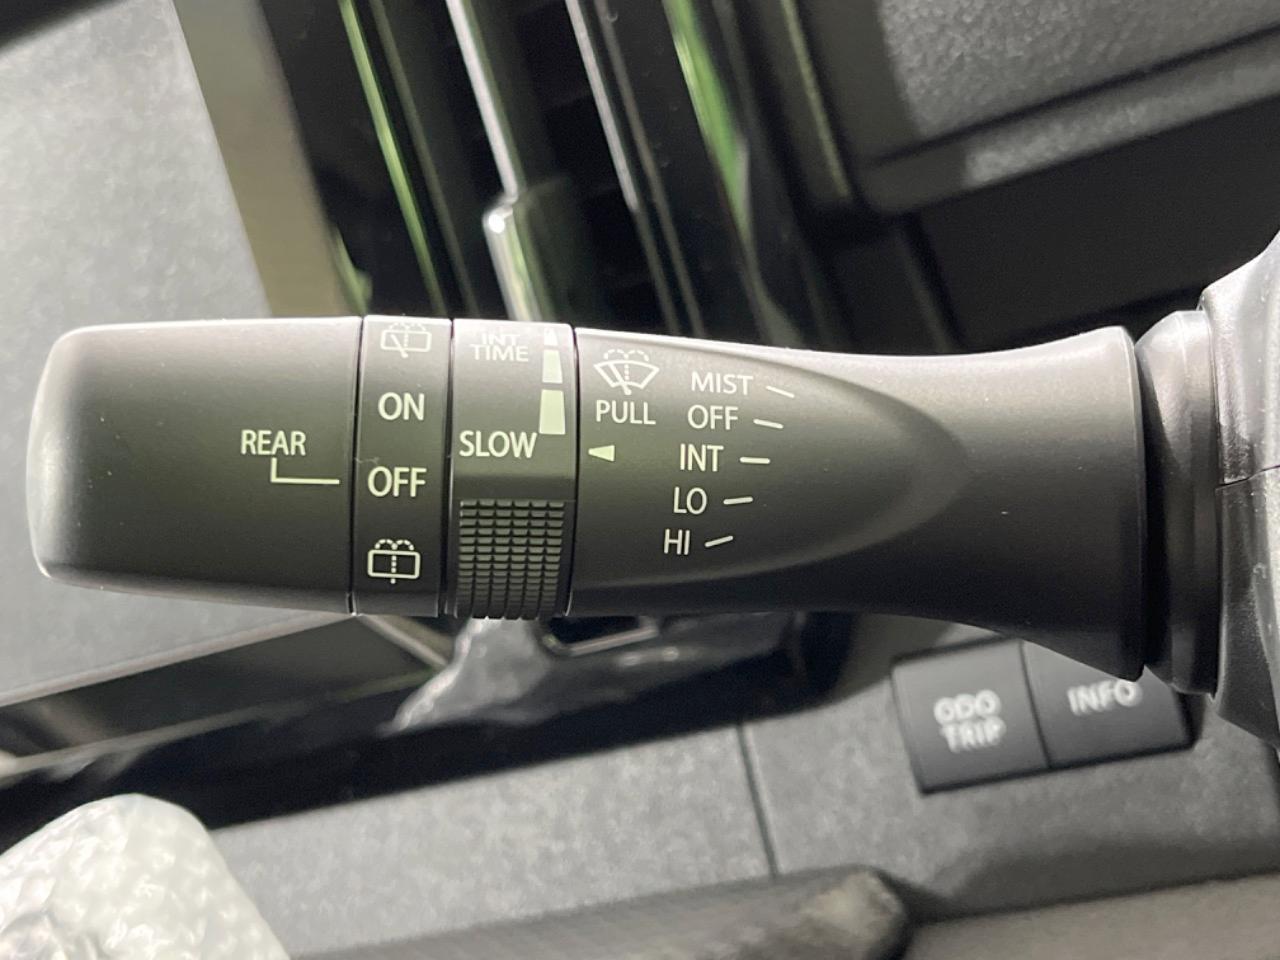 INT
TIME
ON
REAR
OFF
SLOW
PULL
MIST
OFF
INT
LO
HI
ODO
TRIP
INFO